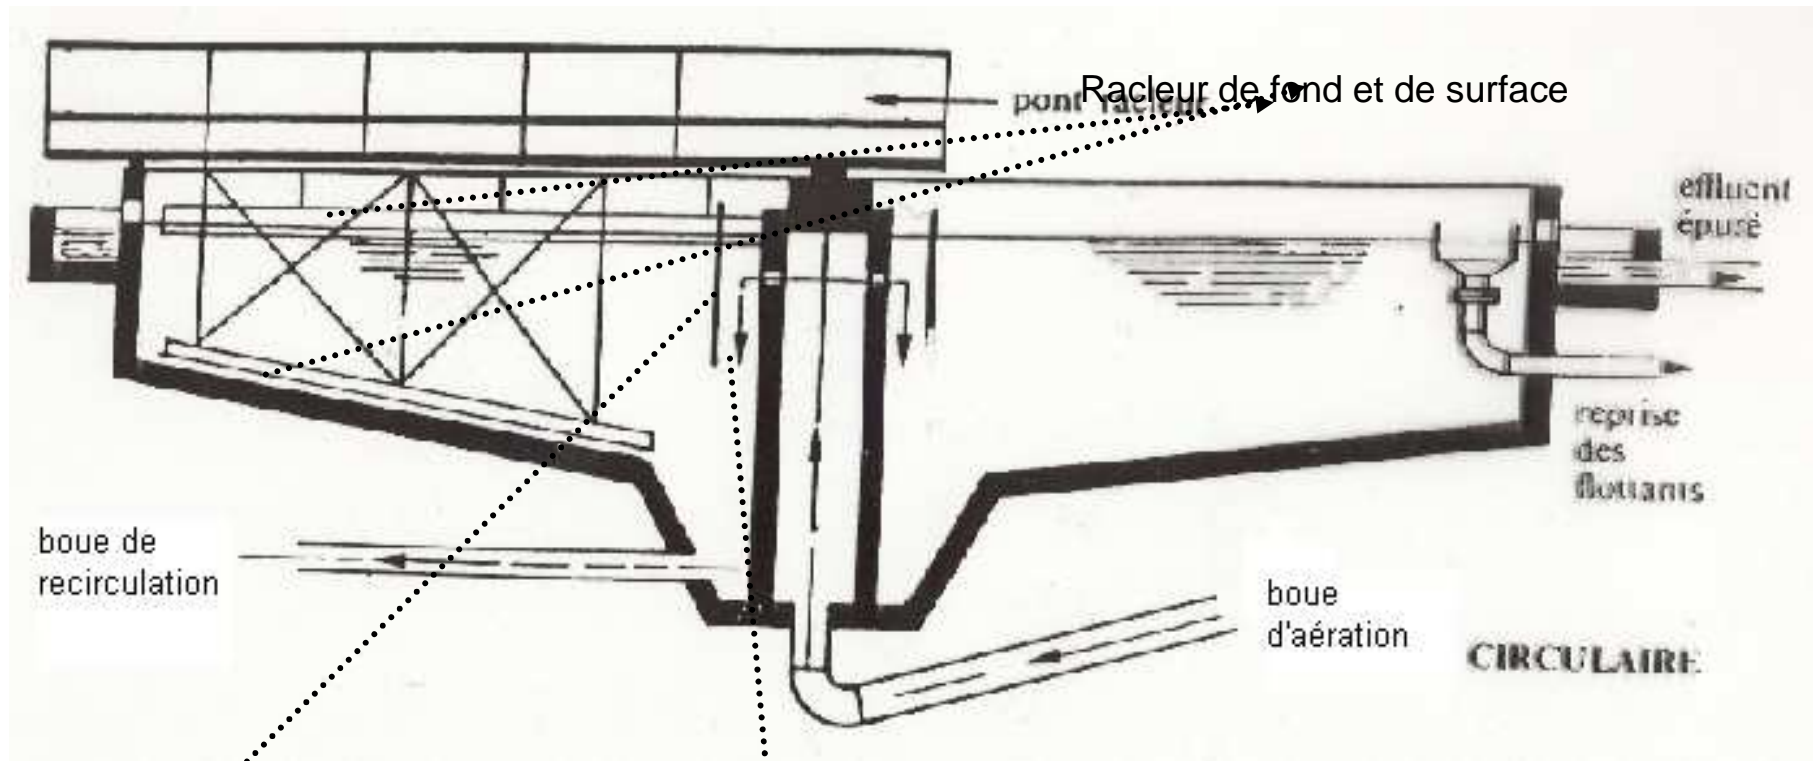 Racleur de fond et de surface
pont racleur
effluent
épuré
reprise
des
flottants
boue de
recirculation
boue
d'aération
CIRCULAIRE